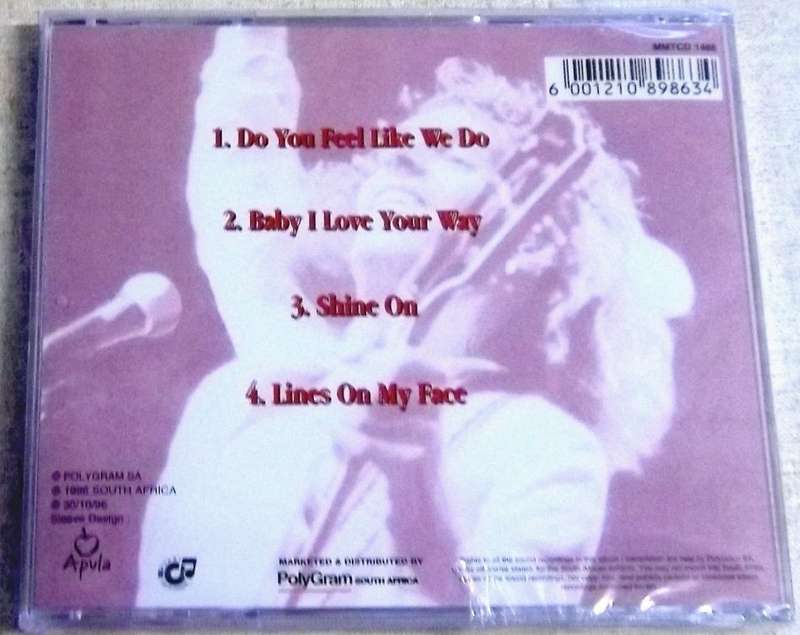 MMTCD 1888
6 001210 898634
1. Do You Feel Like We Do
2. Baby I Love Your Way
3. Shine On
4. Lines On My Face
℗ POLYGRAM SA
© 1996 SOUTH AFRICA
30/10/96
Sleeve Design :
Apula
MARKETED & DISTRIBUTED BY
PolyGram SOUTH AFRICA